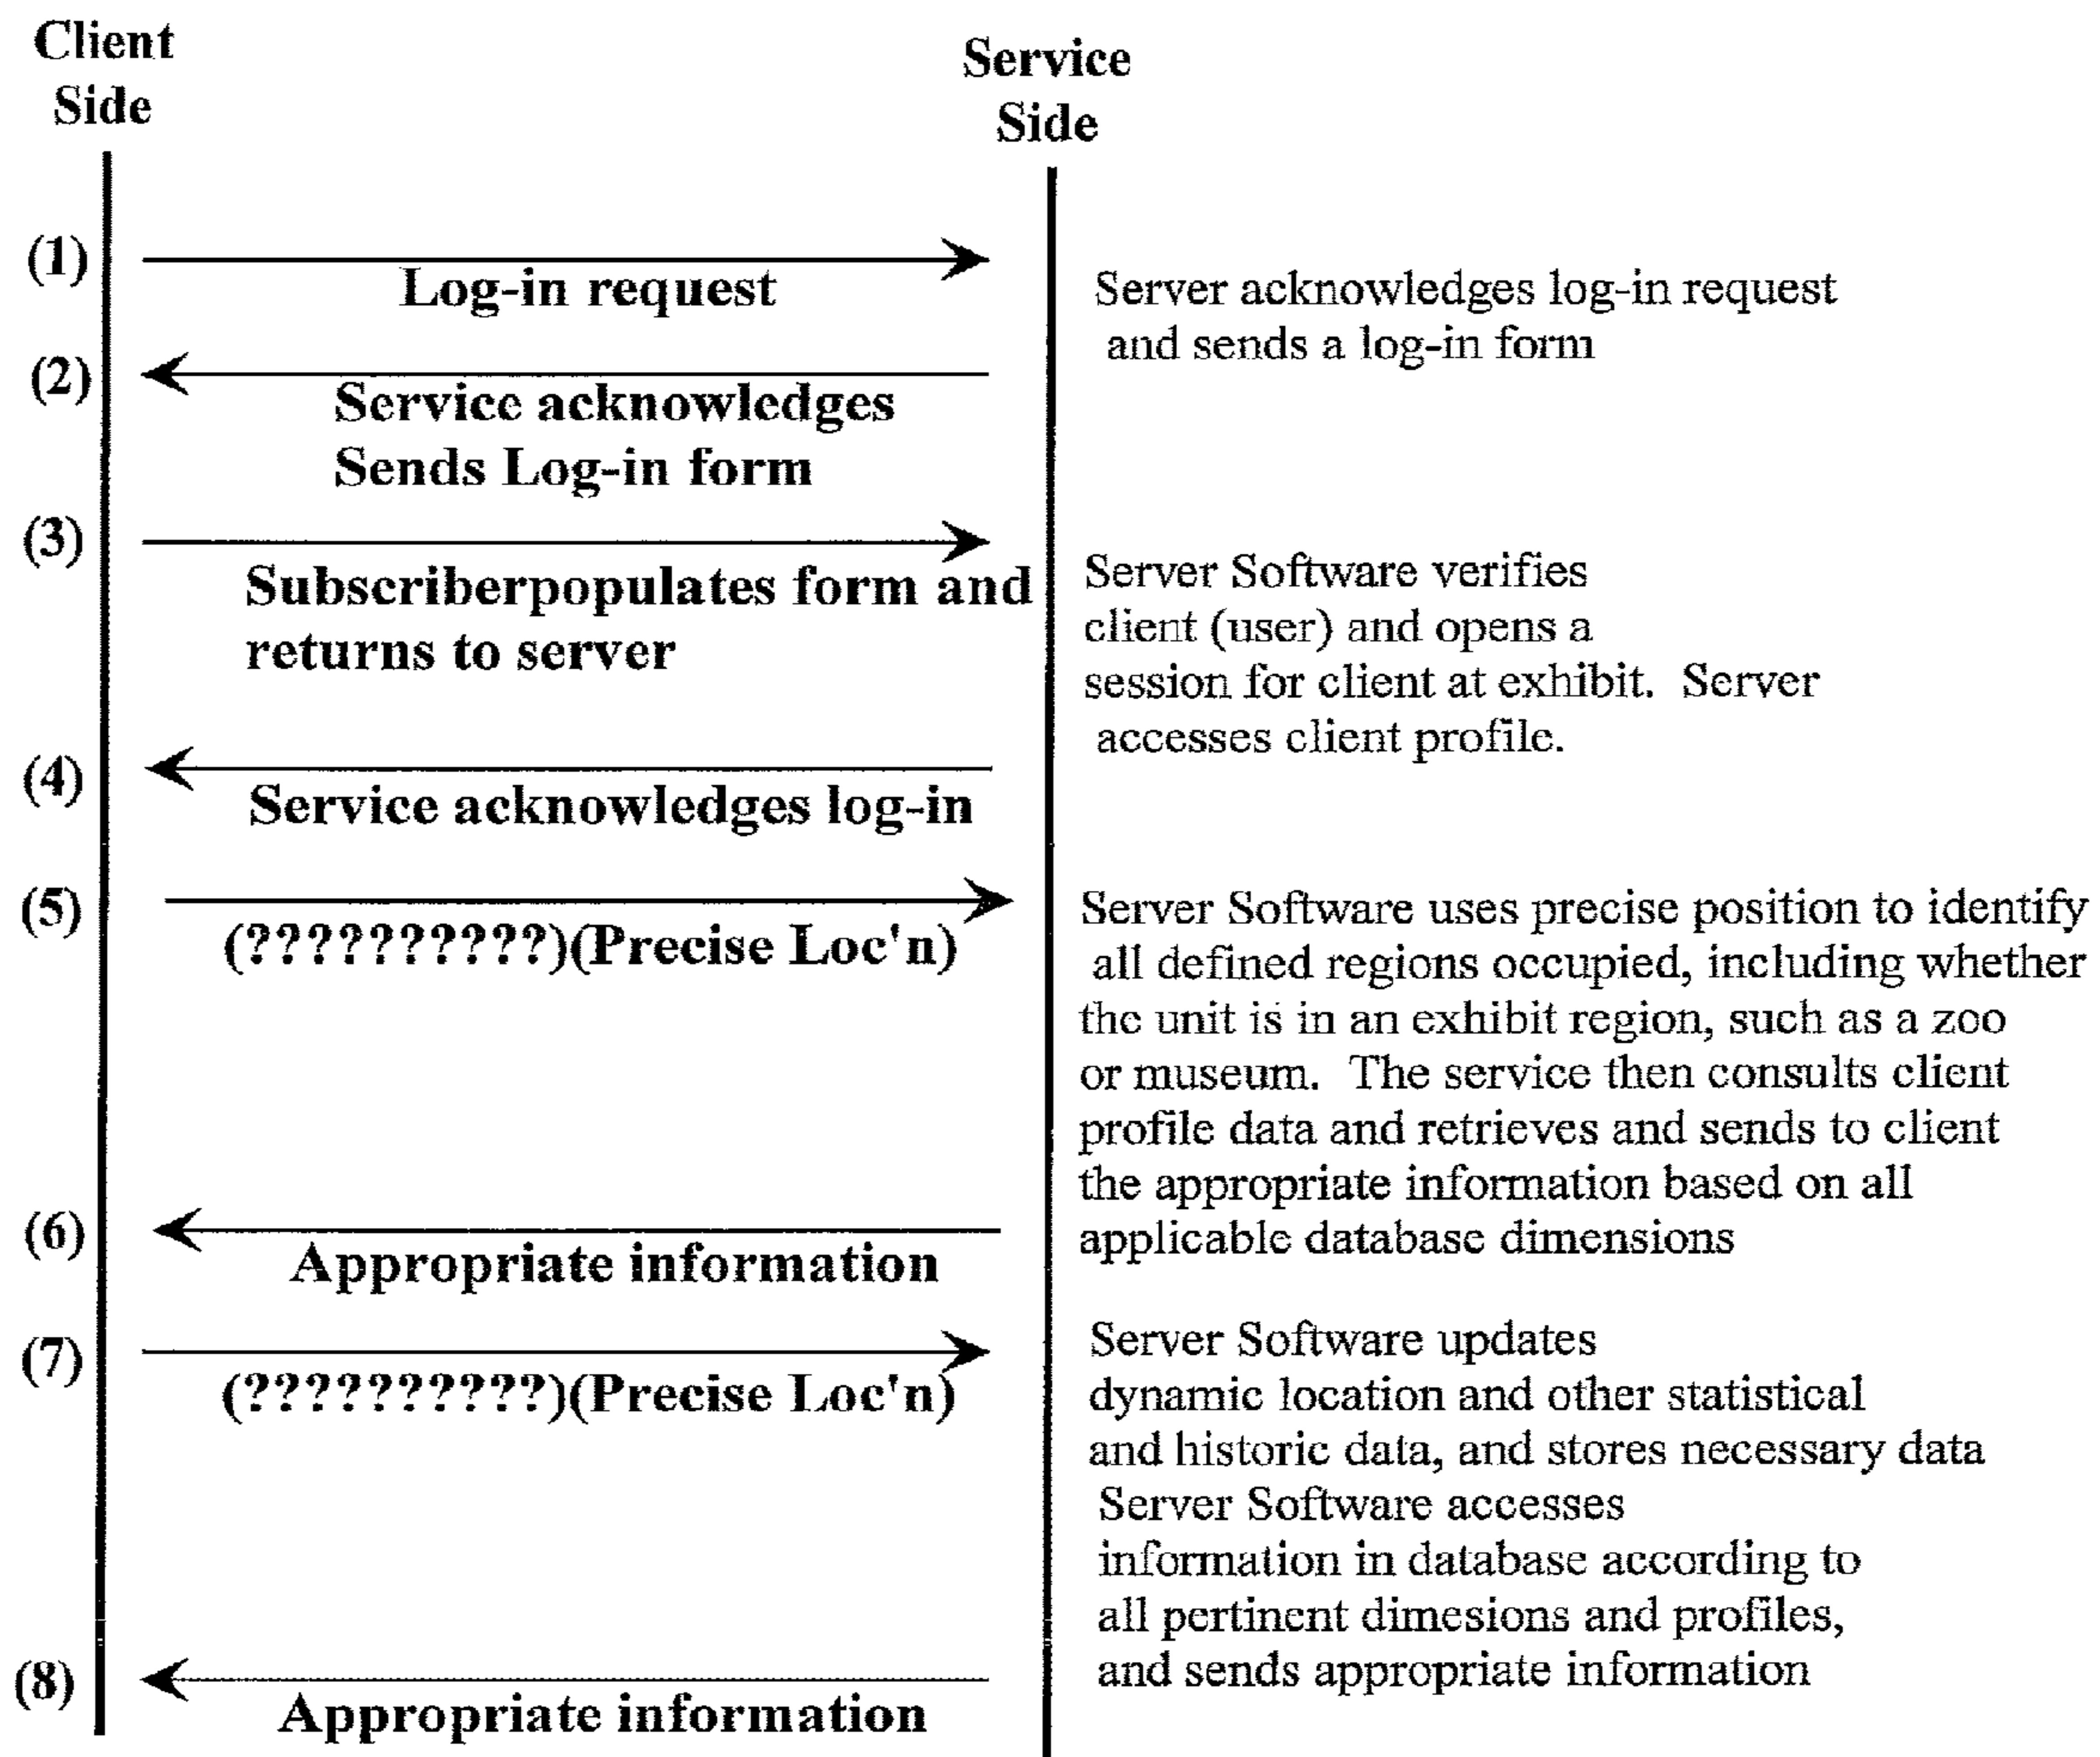 Client
Side
Service
Side
(1)
Log-in request
Server acknowledges log-in request
and sends a log-in form
(2)
Service acknowledges
Sends Log-in form
(3)
Subscriberpopulates form and
returns to server
Server Software verifies
client (user) and opens a
session for client at exhibit. Server
accesses client profile.
(4)
Service acknowledges log-in
(5)
(??????????)(Precise Loc'n)
Server Software uses precise position to identify
all defined regions occupied, including whether
the unit is in an exhibit region, such as a zoo
or museum. The service then consults client
profile data and retrieves and sends to client
the appropriate information based on all
applicable database dimensions
(6)
Appropriate information
(7)
(??????????)(Precise Loc'n)
Server Software updates
dynamic location and other statistical
and historic data, and stores necessary data
Server Software accesses
information in database according to
all pertinent dimesions and profiles,
and sends appropriate information
(8)
Appropriate information